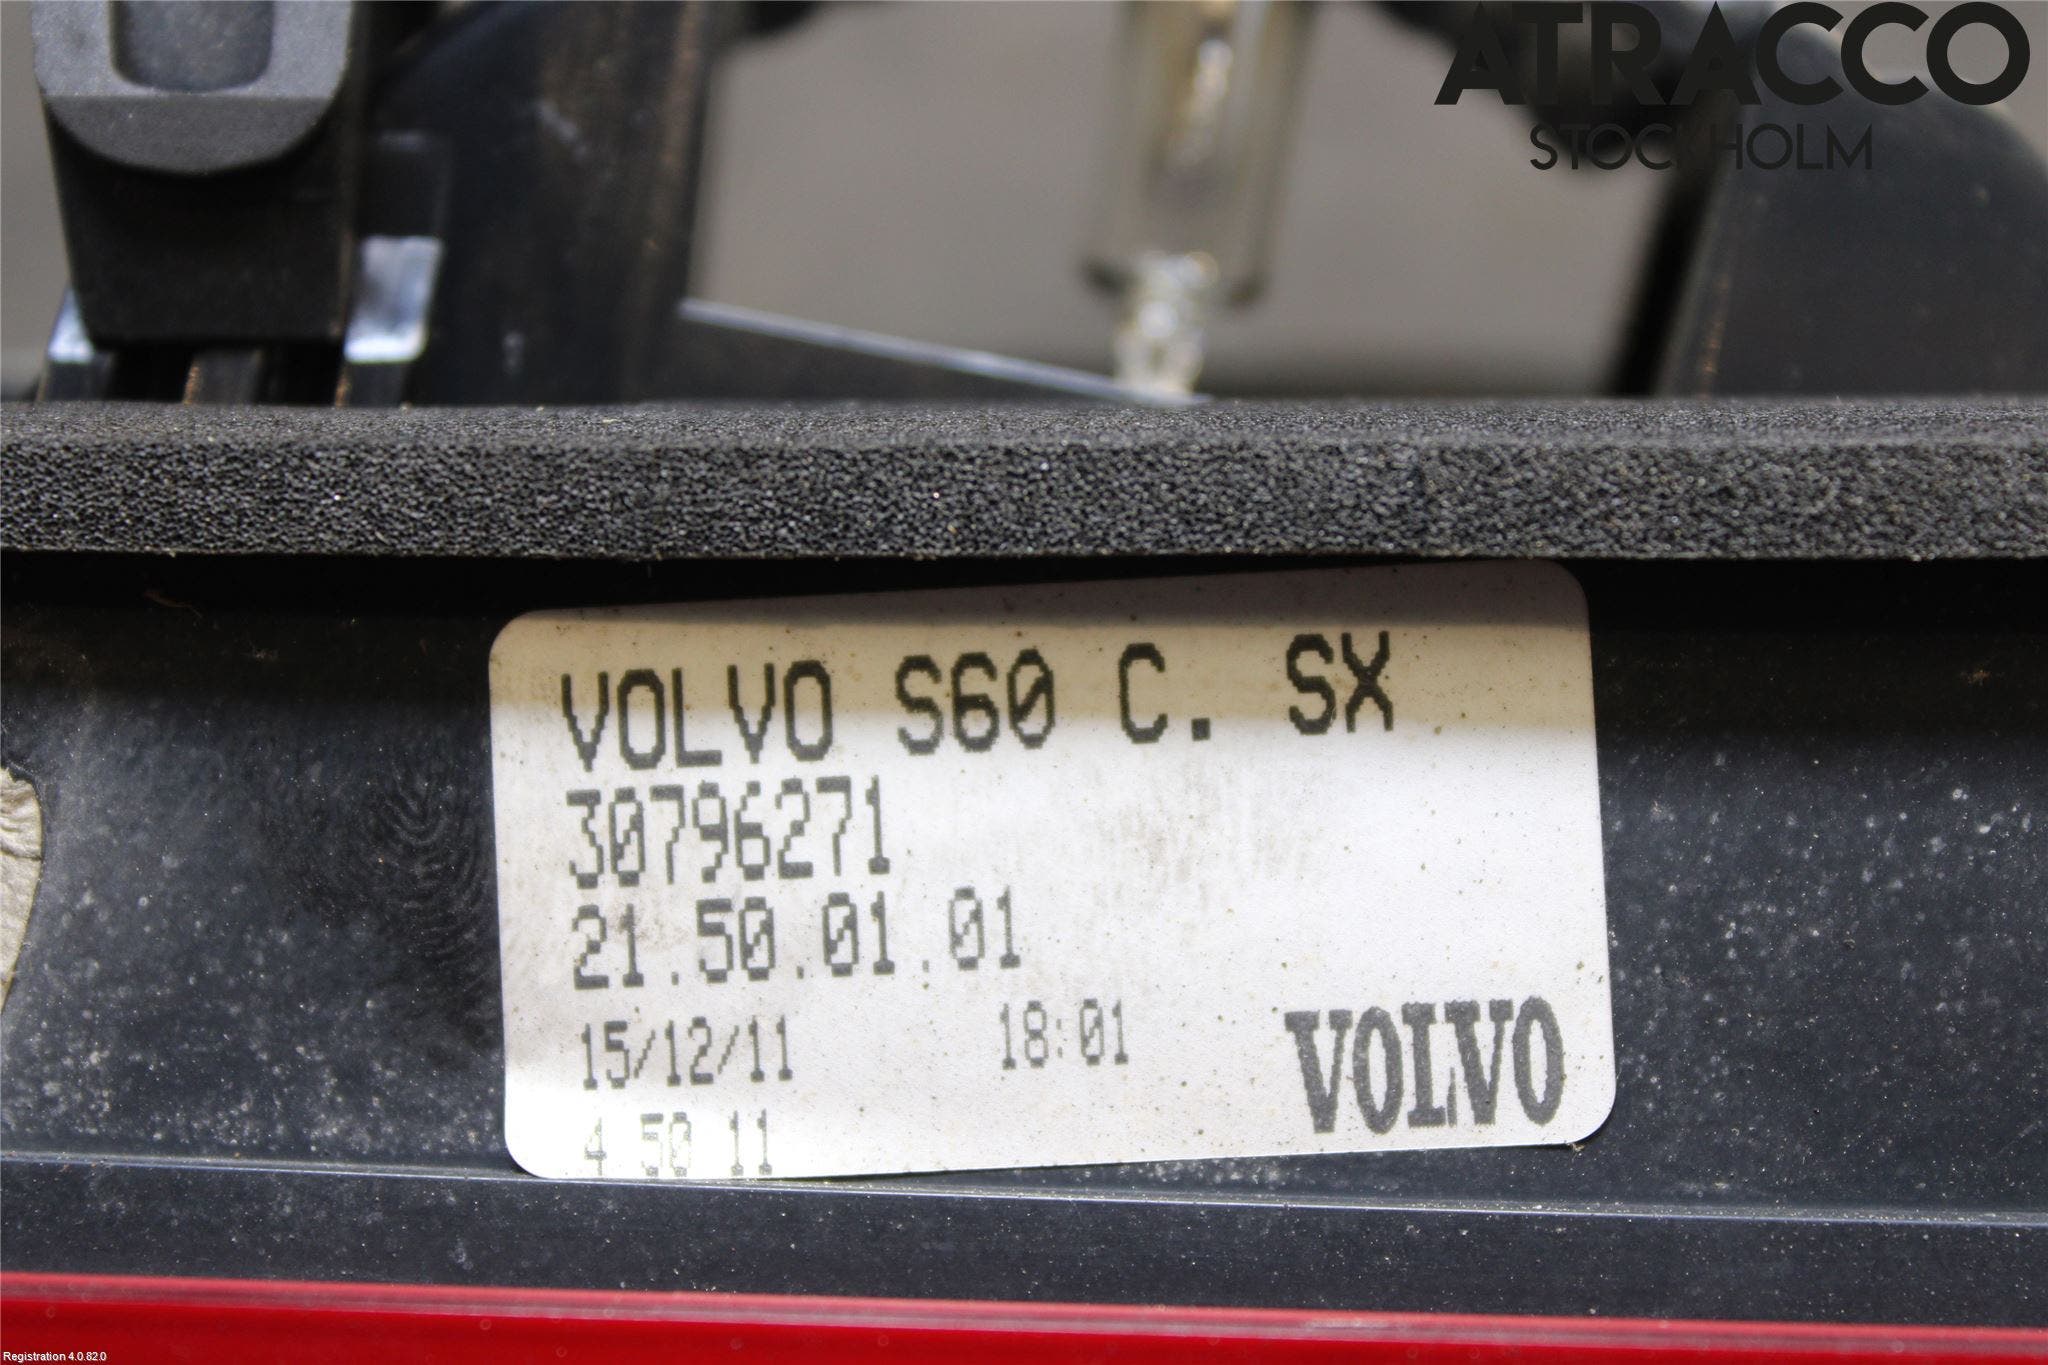 ATRACCO
STOCKHOLM
VOLVO S60 C. SX
30796271
21.50.01.01
15/12/11 18:01
VOLVO
4 50 11
Registration 4.0.82.0